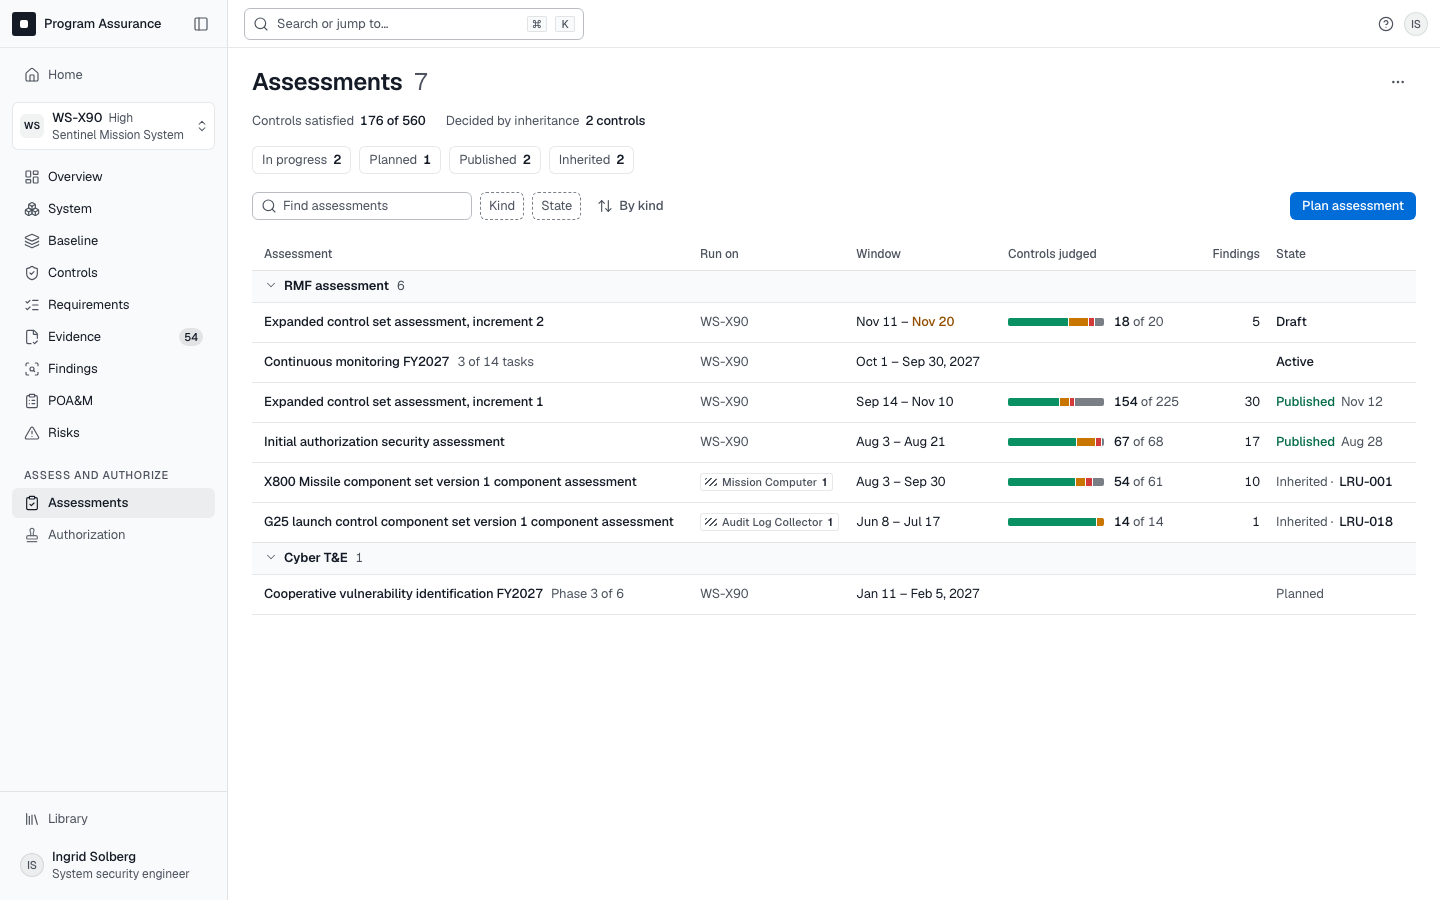 Program Assurance
Search or jump to...
⌘ K
IS
Home
WS WS-X90 High
Sentinel Mission System
Overview
System
Baseline
Controls
Requirements
Evidence 54
Findings
POA&M
Risks
ASSESS AND AUTHORIZE
Assessments
Authorization
Library
IS Ingrid Solberg
System security engineer
Assessments 7
Controls satisfied 176 of 560 Decided by inheritance 2 controls
In progress 2 Planned 1 Published 2 Inherited 2
Find assessments Kind State By kind Plan assessment
Assessment Run on Window Controls judged Findings State
RMF assessment 6
Expanded control set assessment, increment 2 WS-X90 Nov 11 – Nov 20 18 of 20 5 Draft
Continuous monitoring FY2027 3 of 14 tasks WS-X90 Oct 1 – Sep 30, 2027 Active
Expanded control set assessment, increment 1 WS-X90 Sep 14 – Nov 10 154 of 225 30 Published Nov 12
Initial authorization security assessment WS-X90 Aug 3 – Aug 21 67 of 68 17 Published Aug 28
X800 Missile component set version 1 component assessment Mission Computer 1 Aug 3 – Sep 30 54 of 61 10 Inherited · LRU-001
G25 launch control component set version 1 component assessment Audit Log Collector 1 Jun 8 – Jul 17 14 of 14 1 Inherited · LRU-018
Cyber T&E 1
Cooperative vulnerability identification FY2027 Phase 3 of 6 WS-X90 Jan 11 – Feb 5, 2027 Planned